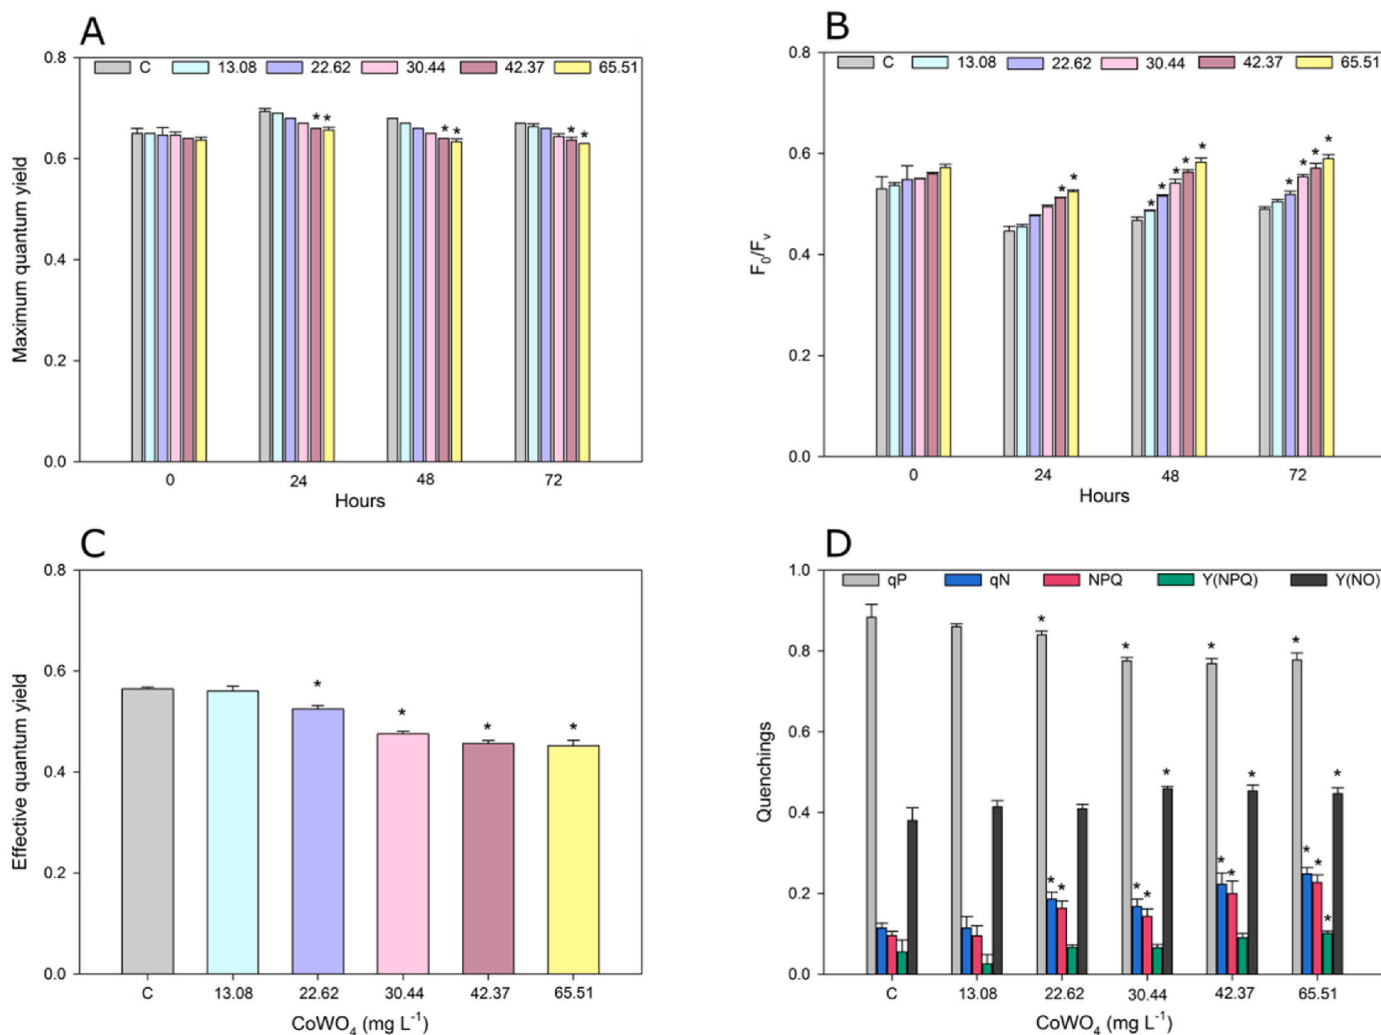 A
0.8
C 13.08 22.62 30.44 42.37 65.51
* * * * * *
0.6
0.4
0.2
0.0
Maximum quantum yield
0 24 48 72
Hours
B
0.8
C 13.08 22.62 30.44 42.37 65.51
* * * * * * * * * * *
0.6
0.4
0.2
0.0
F₀/Fᵥ
0 24 48 72
Hours
C
0.8
0.6
* * * *
0.4
0.2
0.0
Effective quantum yield
C 13.08 22.62 30.44 42.37 65.51
CoWO₄ (mg L⁻¹)
D
1.0
qP qN NPQ Y(NPQ) Y(NO)
0.8
* * * *
0.6
* * *
0.4
* * * * * * * * *
0.2
0.0
Quenchings
C 13.08 22.62 30.44 42.37 65.51
CoWO₄ (mg L⁻¹)